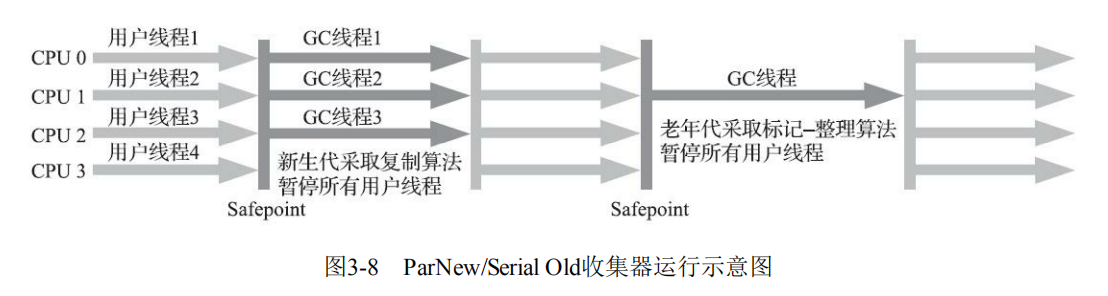 CPU 0
用户线程1
GC线程1
CPU 1
用户线程2
GC线程2
GC线程
CPU 2
用户线程3
GC线程3
CPU 3
用户线程4
新生代采取复制算法
暂停所有用户线程
老年代采取标记–整理算法
暂停所有用户线程
Safepoint
Safepoint
图3-8 ParNew/Serial Old收集器运行示意图